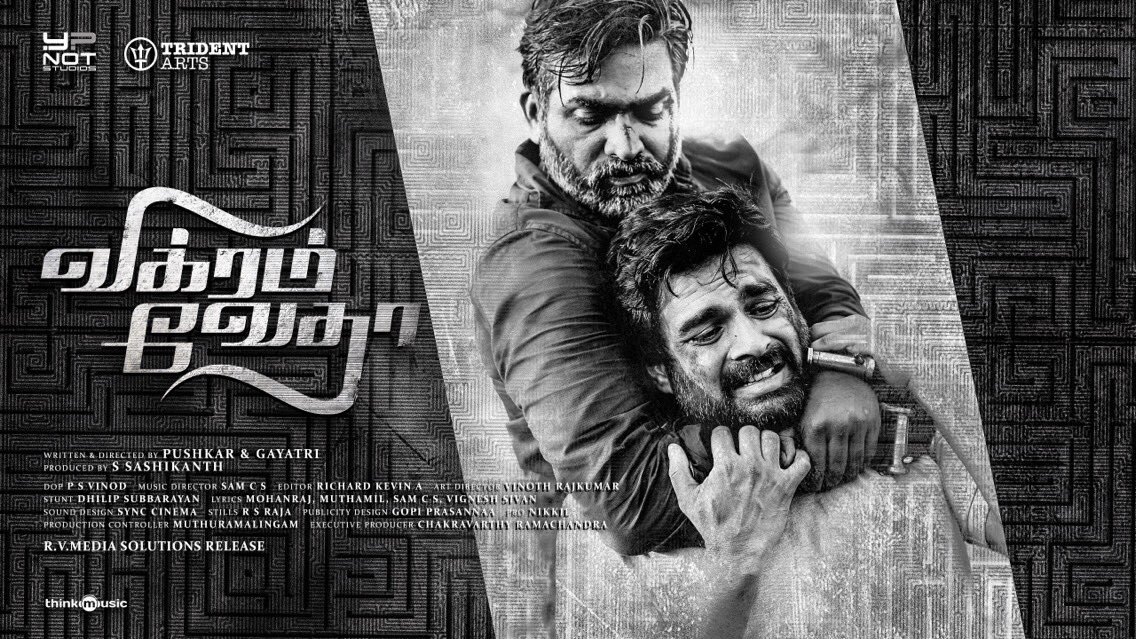 YNOT
STUDIOS
TRIDENT
ARTS
விக்ரம்
வேதா
WRITTEN & DIRECTED BY PUSHKAR & GAYATRI
PRODUCED BY S SASHIKANTH
DOP P S VINOD MUSIC DIRECTOR SAM C S EDITOR RICHARD KEVIN A ART DIRECTOR VINOTH RAJKUMAR
STUNT DHILIP SUBBARAYAN LYRICS MOHANRAJ, MUTHAMIL, SAM C.S, VIGNESH SIVAN
SOUND DESIGN SYNC CINEMA STILLS R S RAJA PUBLICITY DESIGN GOPI PRASANNAA PRO NIKKIL
PRODUCTION CONTROLLER MUTHURAMALINGAM EXECUTIVE PRODUCER CHAKRAVARTHY RAMACHANDRA
R.V.MEDIA SOLUTIONS RELEASE
think music